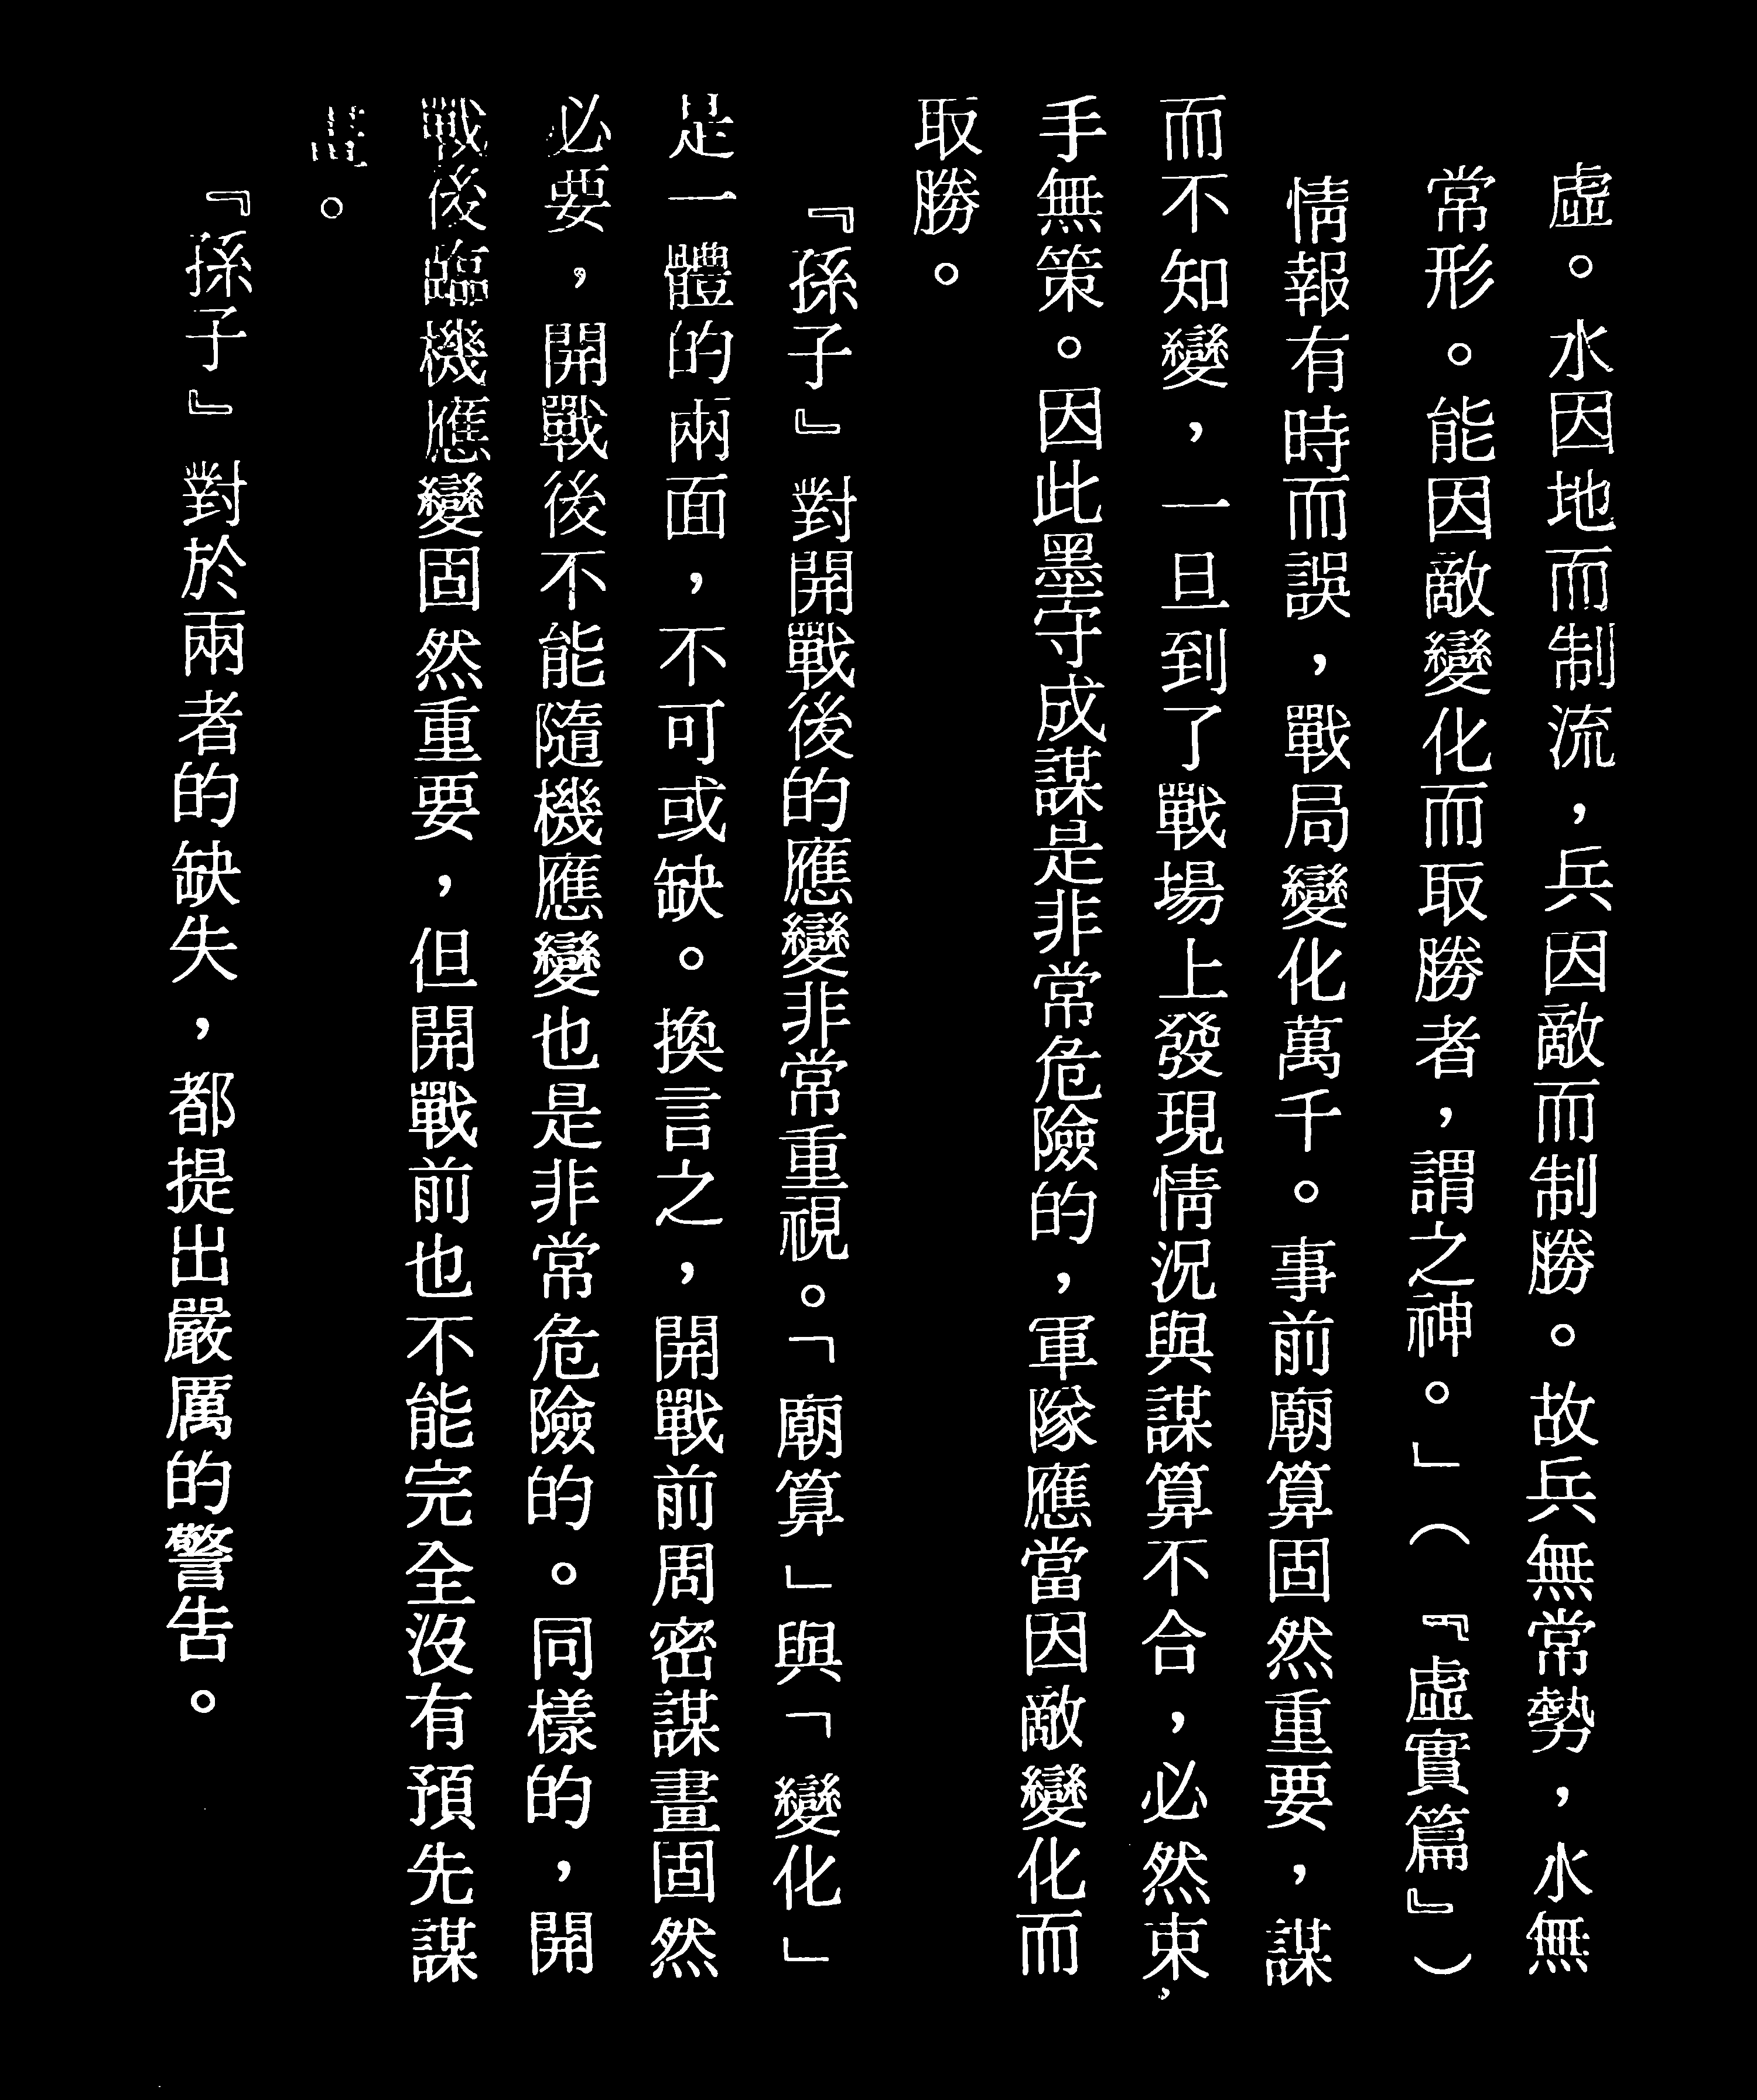 虛。水因地而制流，兵因敵而制勝。故兵無常勢，水無
常形。能因敵變化而取勝者，謂之神。」（『虛實篇』）
情報有時而誤，戰局變化萬千。事前廟算固然重要，謀
而不知變，一旦到了戰場上發現情況與謀算不合，必然束
手無策。因此墨守成謀是非常危險的，軍隊應當因敵變化而
取勝。
『孫子』對開戰後的應變非常重視。「廟算」與「變化」
是一體的兩面，不可或缺。換言之，開戰前周密謀畫固然
必要，開戰後不能隨機應變也是非常危險的。同樣的，開
戰後臨機應變固然重要，但開戰前也不能完全沒有預先謀
畫。
『孫子』對於兩者的缺失，都提出嚴厲的警告。